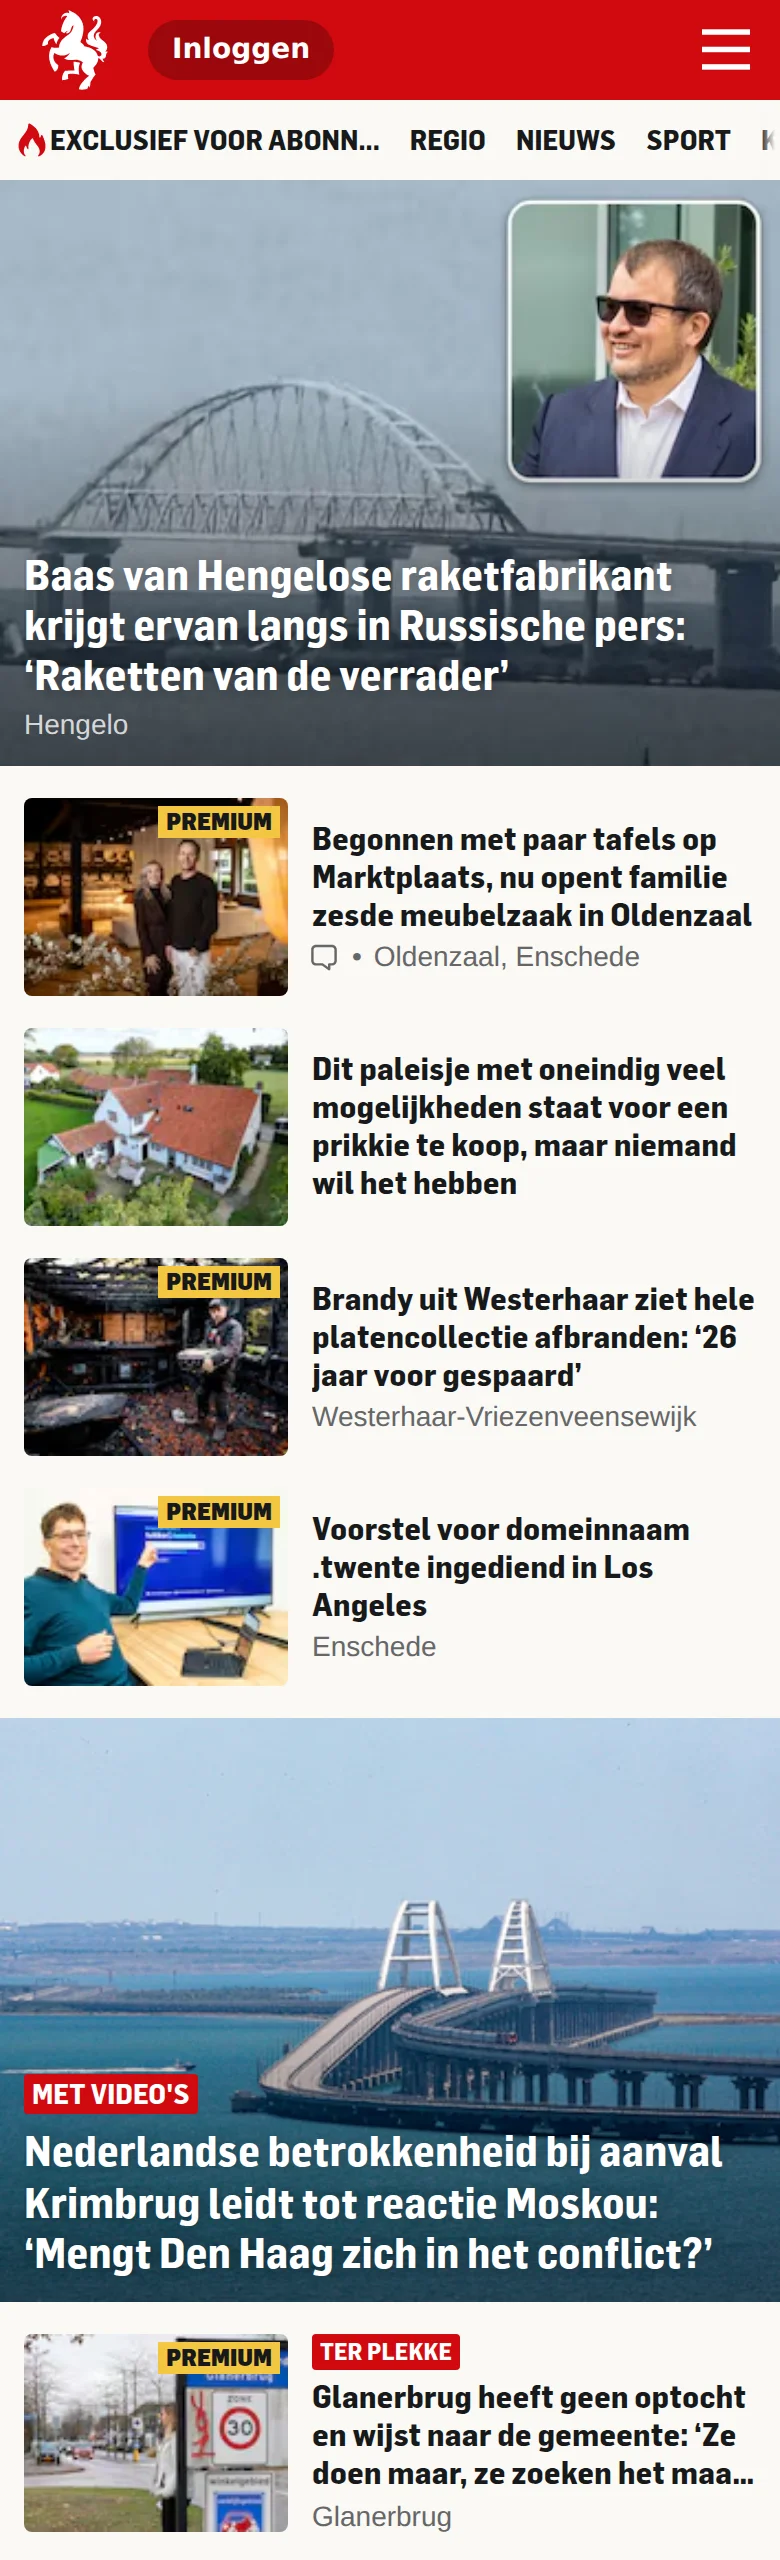 Inloggen
EXCLUSIEF VOOR ABONN... REGIO NIEUWS SPORT
Baas van Hengelose raketfabrikant
krijgt ervan langs in Russische pers:
‘Raketten van de verrader’
Hengelo
PREMIUM
Begonnen met paar tafels op
Marktplaats, nu opent familie
zesde meubelzaak in Oldenzaal
• Oldenzaal, Enschede
Dit paleisje met oneindig veel
mogelijkheden staat voor een
prikkie te koop, maar niemand
wil het hebben
PREMIUM
Brandy uit Westerhaar ziet hele
platencollectie afbranden: ‘26
jaar voor gespaard’
Westerhaar-Vriezenveensewijk
PREMIUM
Voorstel voor domeinnaam
.twente ingediend in Los
Angeles
Enschede
MET VIDEO'S
Nederlandse betrokkenheid bij aanval
Krimbrug leidt tot reactie Moskou:
‘Mengt Den Haag zich in het conflict?’
PREMIUM
Glanerbrug
ZONE
30
winkelgebied
TER PLEKKE
Glanerbrug heeft geen optocht
en wijst naar de gemeente: ‘Ze
doen maar, ze zoeken het maa...
Glanerbrug